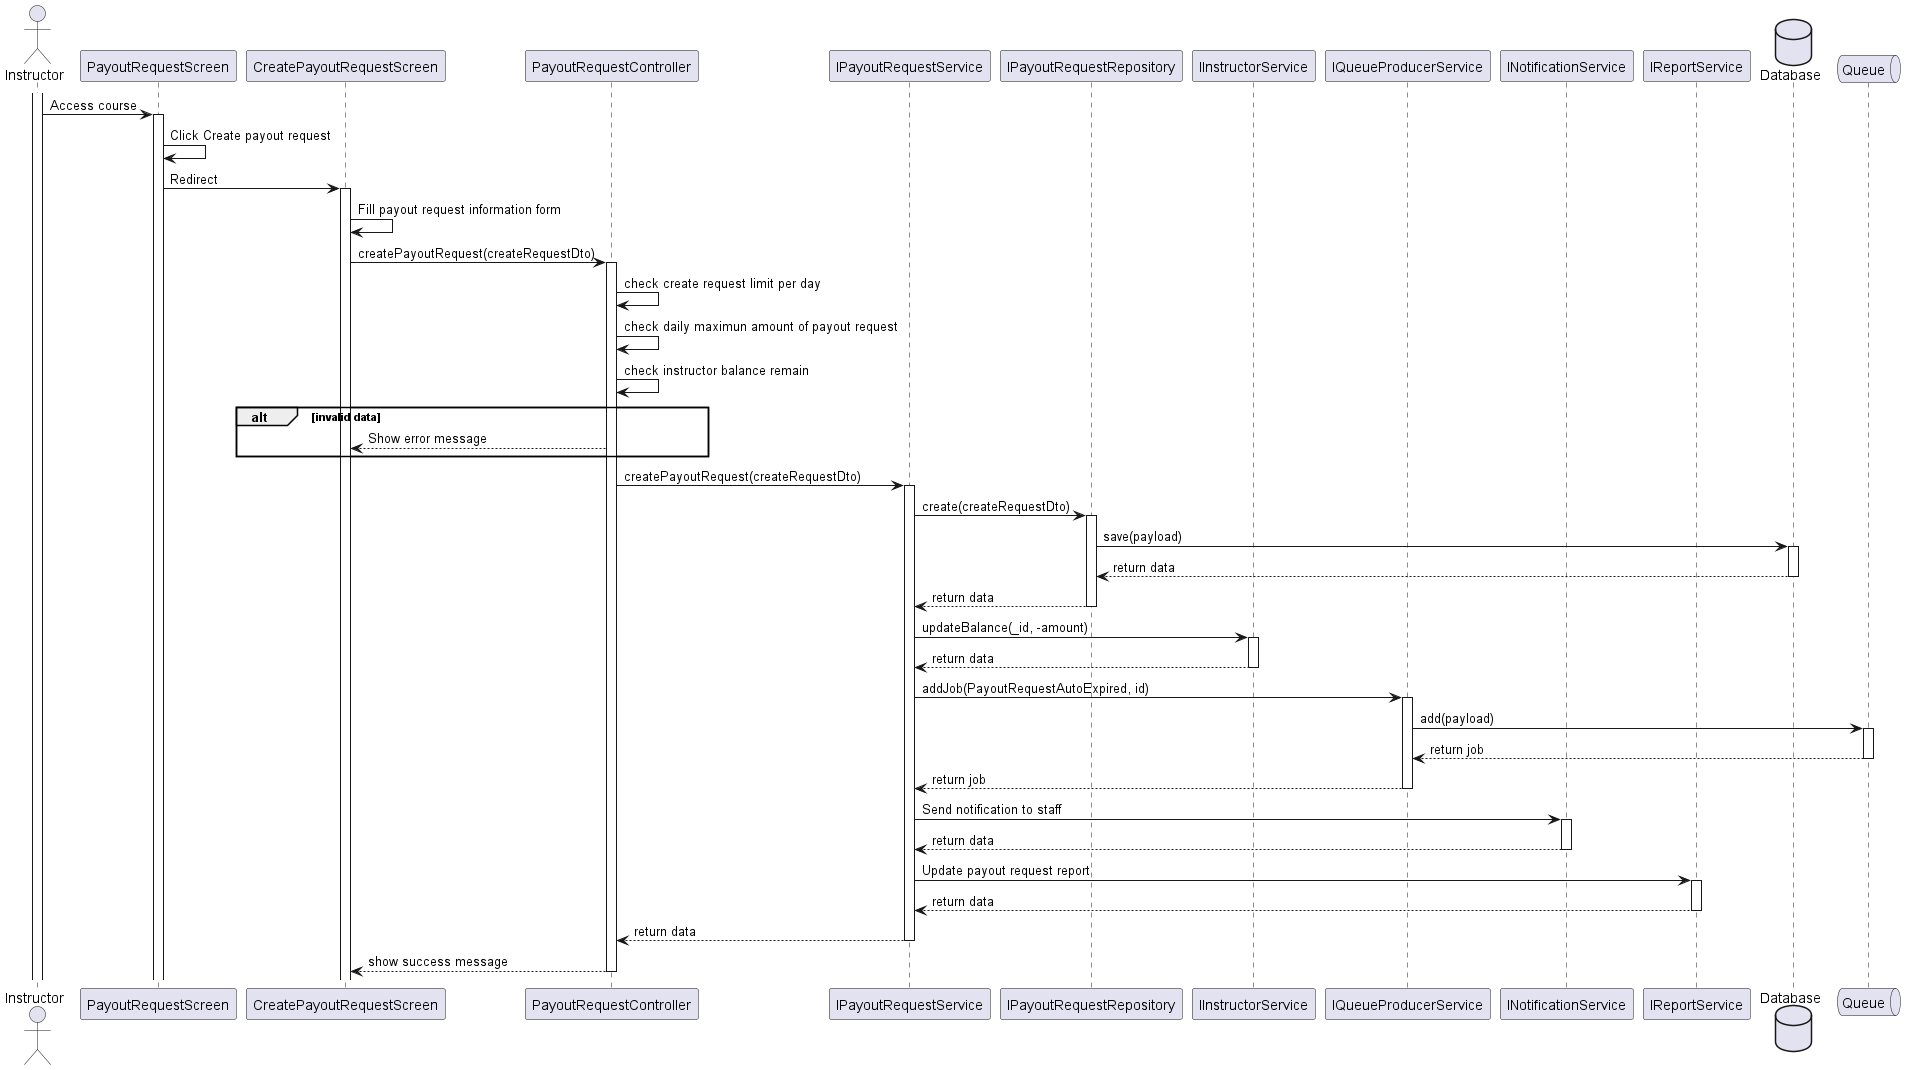 Instructor
PayoutRequestScreen
CreatePayoutRequestScreen
PayoutRequestController
IPayoutRequestService
IPayoutRequestRepository
IInstructorService
IQueueProducerService
INotificationService
IReportService
Database
Queue
Access course
Click Create payout request
Redirect
Fill payout request information form
createPayoutRequest(createRequestDto)
check create request limit per day
check daily maximun amount of payout request
check instructor balance remain
alt
[invalid data]
Show error message
createPayoutRequest(createRequestDto)
create(createRequestDto)
save(payload)
return data
return data
updateBalance(_id, -amount)
return data
addJob(PayoutRequestAutoExpired, id)
add(payload)
return job
return job
Send notification to staff
return data
Update payout request report
return data
return data
show success message
Instructor
PayoutRequestScreen
CreatePayoutRequestScreen
PayoutRequestController
IPayoutRequestService
IPayoutRequestRepository
IInstructorService
IQueueProducerService
INotificationService
IReportService
Database
Queue